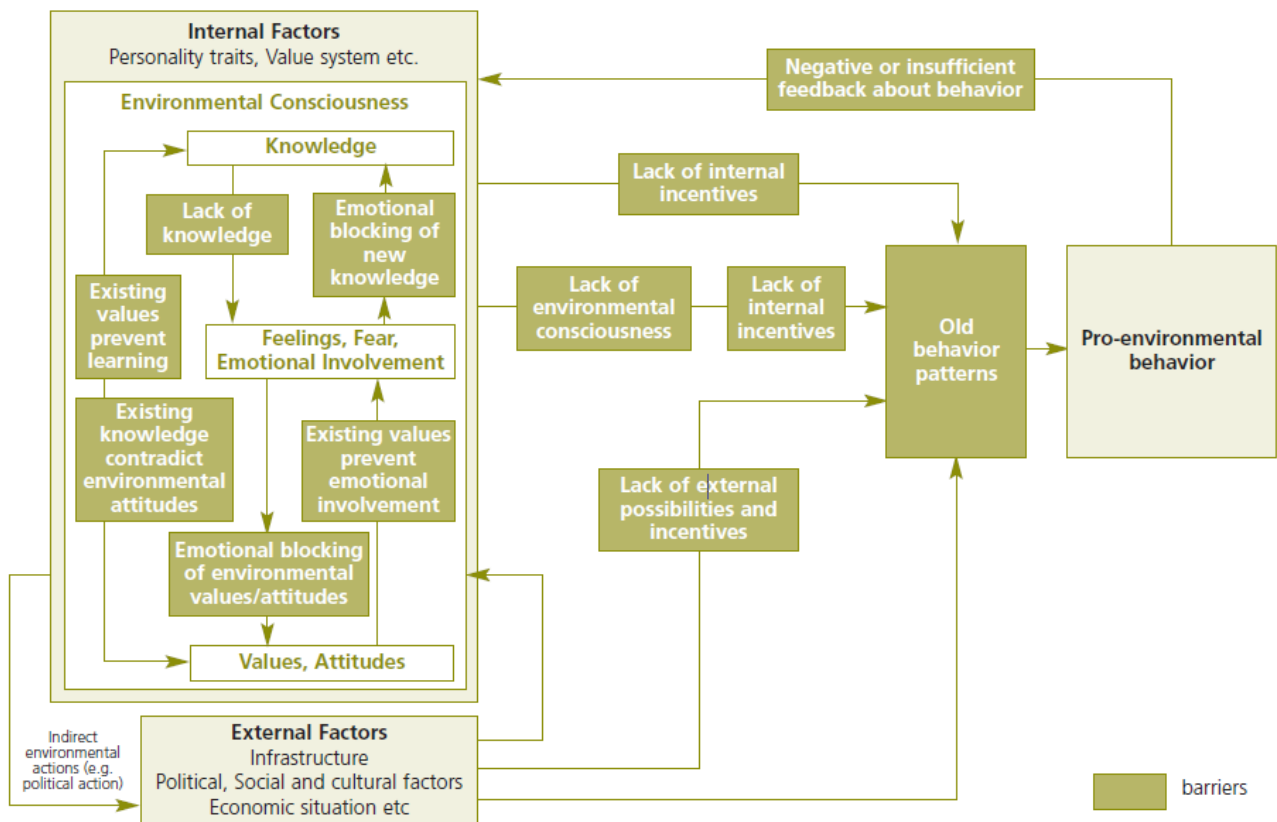 Internal Factors
Personality traits, Value system etc.
Environmental Consciousness
Knowledge
Lack of
knowledge
Emotional
blocking of
new
knowledge
Existing
values
prevent
learning
Feelings, Fear,
Emotional Involvement
Existing
knowledge
contradict
environmental
attitudes
Existing values
prevent
emotional
involvement
Emotional blocking
of environmental
values/attitudes
Values, Attitudes
Indirect
environmental
actions (e.g.
political action)
External Factors
Infrastructure
Political, Social and cultural factors
Economic situation etc
Negative or insufficient
feedback about behavior
Lack of internal
incentives
Lack of
environmental
consciousness
Lack of
internal
incentives
Lack of external
possibilities and
incentives
Old
behavior
patterns
Pro-environmental
behavior
barriers